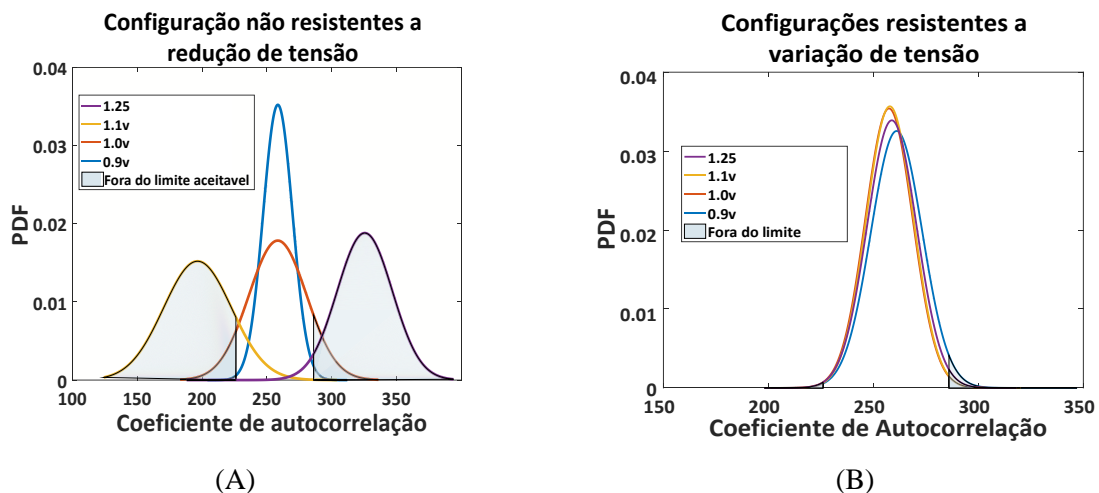 Configuração não resistentes a
redução de tensão
0.04
0.03
0.02
0.01
0
PDF
1.25
1.1v
1.0v
0.9v
Fora do limite aceitavel
100 150 200 250 300 350
Coeficiente de autocorrelação
(A)
Configurações resistentes a
variação de tensão
0.04
0.03
0.02
0.01
0
PDF
1.25
1.1v
1.0v
0.9v
Fora do limite
150 200 250 300 350
Coeficiente de Autocorrelação
(B)